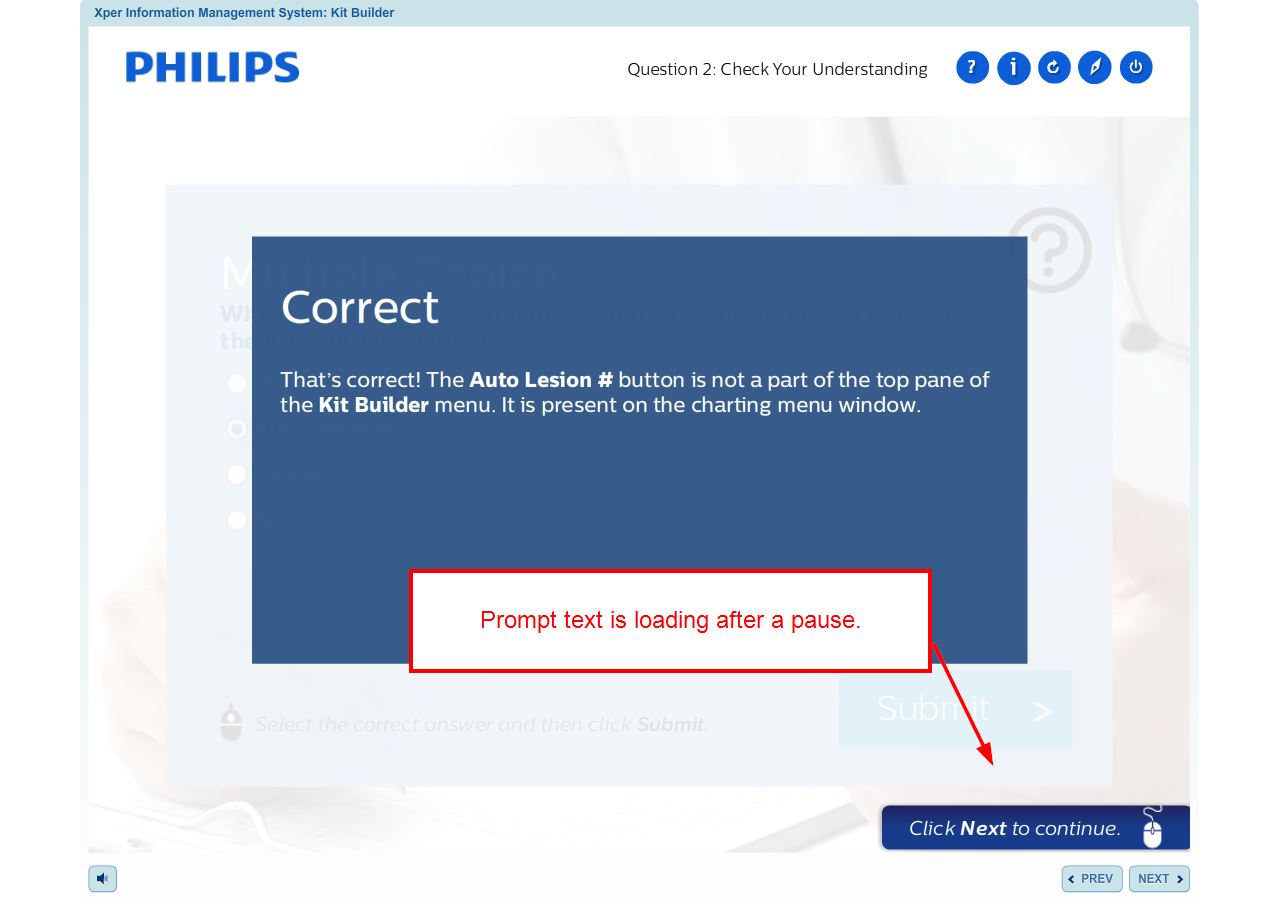 Xper Information Management System: Kit Builder
PHILIPS
Question 2: Check Your Understanding
Correct
That's correct! The Auto Lesion # button is not a part of the top pane of
the Kit Builder menu. It is present on the charting menu window.
Prompt text is loading after a pause.
Submit >
Select the correct answer and then click Submit.
Click Next to continue.
PREV
NEXT